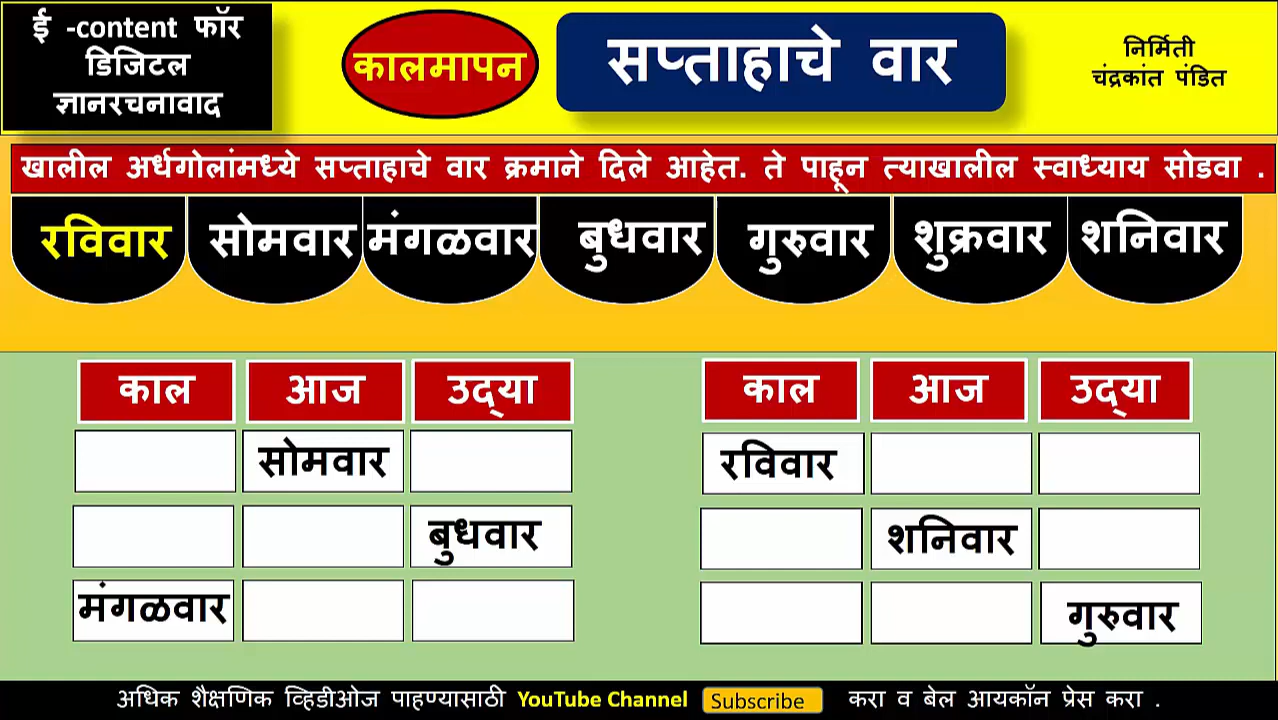 ई -content फॉर
डिजिटल
ज्ञानरचनावाद
कालमापन
सप्ताहाचे वार
निर्मिती
चंद्रकांत पंडित
खालील अर्धगोलांमध्ये सप्ताहाचे वार क्रमाने दिले आहेत. ते पाहून त्याखालील स्वाध्याय सोडवा .
रविवार सोमवार मंगळवार बुधवार गुरुवार शुक्रवार शनिवार
काल आज उद्या काल आज उद्या
सोमवार रविवार
बुधवार शनिवार
मंगळवार गुरुवार
अधिक शैक्षणिक व्हिडीओज पाहण्यासाठी YouTube Channel Subscribe करा व बेल आयकॉन प्रेस करा .